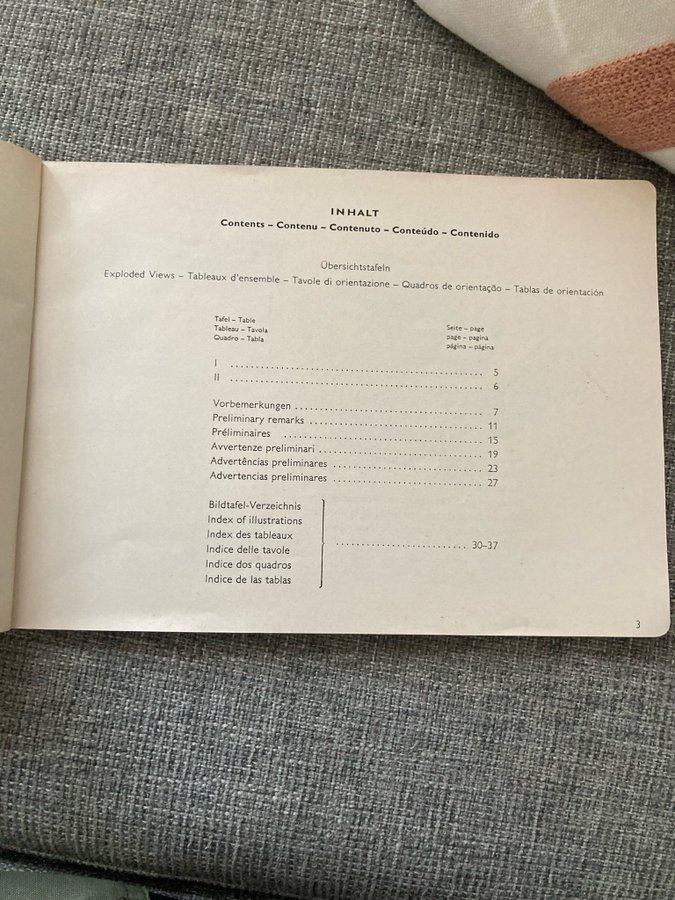 INHALT
Contents – Contenu – Contenuto – Conteúdo – Contenido
Übersichtstafeln
Exploded Views – Tableaux d'ensemble – Tavole di orientazione – Quadros de orientação – Tablas de orientación
Tafel – Table
Tableau – Tavola
Quadro – Tabla
Seite – page
page – pagina
página – página
I ........................................ 5
II ........................................ 6
Vorbemerkungen ........................................ 7
Preliminary remarks ........................................ 11
Préliminaires ........................................ 15
Avvertenze preliminari ........................................ 19
Advertências preliminares ........................................ 23
Advertencias preliminares ........................................ 27
Bildtafel-Verzeichnis
Index of illustrations
Index des tableaux
Indice delle tavole
Indice dos quadros
Indice de las tablas
........................................ 30–37
3